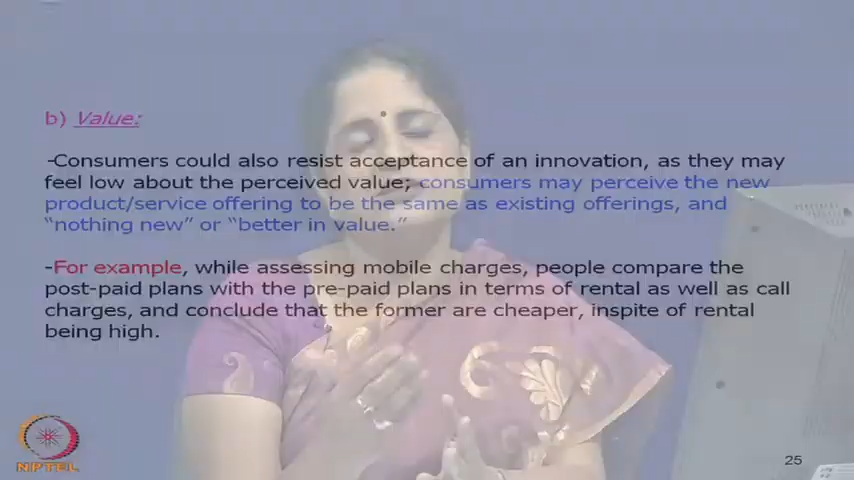 b) Value:
-Consumers could also resist acceptance of an innovation, as they may
feel low about the perceived value; consumers may perceive the new
product/service offering to be the same as existing offerings, and
“nothing new” or “better in value.”
-For example, while assessing mobile charges, people compare the
post-paid plans with the pre-paid plans in terms of rental as well as call
charges, and conclude that the former are cheaper, inspite of rental
being high.
NPTEL
25